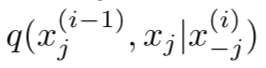 $q(x_j^{(i-1)}, x_j | x_{-j}^{(i)})$